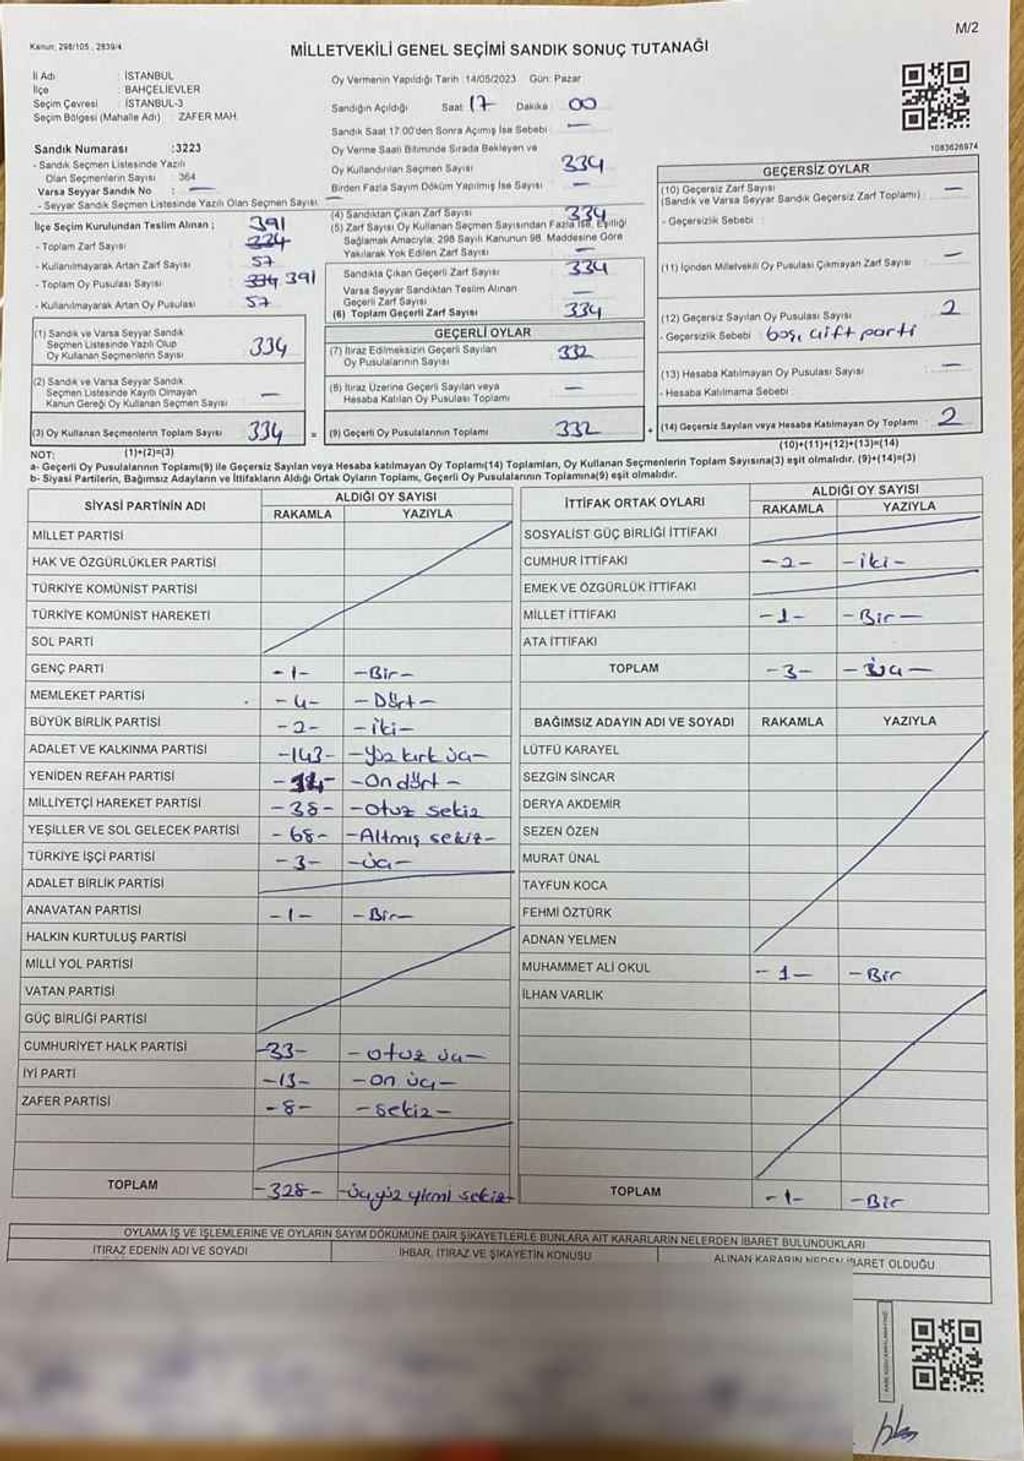 M/2
Kanun: 298/105 , 2839/4
MİLLETVEKİLİ GENEL SEÇİMİ SANDIK SONUÇ TUTANAĞI
İl Adı : İSTANBUL
İlçe : BAHÇELİEVLER
Seçim Çevresi : İSTANBUL-3
Seçim Bölgesi (Mahalle Adı) : ZAFER MAH.
Sandık Numarası :3223
- Sandık Seçmen Listesinde Yazılı
Olan Seçmenlerin Sayısı : 364
Varsa Seyyar Sandık No : —
- Seyyar Sandık Seçmen Listesinde Yazılı Olan Seçmen Sayısı: —
Oy Vermenin Yapıldığı Tarih :14/05/2023 Gün: Pazar
Sandığın Açıldığı Saat : 17 Dakika : 00
Sandık Saat 17.00'den Sonra Açılmış İse Sebebi : —
Oy Verme Saati Bitiminde Sırada Bekleyen ve
Oy Kullandırılan Seçmen Sayısı : 334
Birden Fazla Sayım Döküm Yapılmış İse Sayısı : —
1083626974
İlçe Seçim Kurulundan Teslim Alınan ; 391
- Toplam Zarf Sayısı : 334
- Kullanılmayarak Artan Zarf Sayısı : 57
- Toplam Oy Pusulası Sayısı : 334 391
- Kullanılmayarak Artan Oy Pusulası : 57
(4) Sandıktan Çıkan Zarf Sayısı : 334
(5) Zarf Sayısı Oy Kullanan Seçmen Sayısından Fazla ise, Eşitliği
Sağlamak Amacıyla, 298 Sayılı Kanunun 98. Maddesine Göre
Yakılarak Yok Edilen Zarf Sayısı : —
Sandıkta Çıkan Geçerli Zarf Sayısı : 334
Varsa Seyyar Sandıktan Teslim Alınan
Geçerli Zarf Sayısı : —
(6) Toplam Geçerli Zarf Sayısı : 334
GEÇERSİZ OYLAR
(10) Geçersiz Zarf Sayısı : —
(Sandık ve Varsa Seyyar Sandık Geçersiz Zarf Toplamı)
- Geçersizlik Sebebi :
(11) İçinden Milletvekili Oy Pusulası Çıkmayan Zarf Sayısı : —
(12) Geçersiz Sayılan Oy Pusulası Sayısı : 2
- Geçersizlik Sebebi : boş, çift parti
(13) Hesaba Katılmayan Oy Pusulası Sayısı : —
- Hesaba Katılmama Sebebi :
(14) Geçersiz Sayılan veya Hesaba Katılmayan Oy Toplamı : 2
(10)+(11)+(12)+(13)=(14)
(1) Sandık ve Varsa Seyyar Sandık
Seçmen Listesinde Yazılı Olup
Oy Kullanan Seçmenlerin Sayısı : 334
(2) Sandık ve Varsa Seyyar Sandık
Seçmen Listesinde Kayıtlı Olmayan
Kanun Gereği Oy Kullanan Seçmen Sayısı : —
(3) Oy Kullanan Seçmenlerin Toplam Sayısı : 334
(1)+(2)=(3)
GEÇERLİ OYLAR
(7) İtiraz Edilmeksizin Geçerli Sayılan
Oy Pusulalarının Sayısı : 332
(8) İtiraz Üzerine Geçerli Sayılan veya
Hesaba Katılan Oy Pusulası Toplamı : —
= (9) Geçerli Oy Pusulalarının Toplamı : 332 +
NOT:
a- Geçerli Oy Pusulalarının Toplamı(9) ile Geçersiz Sayılan veya Hesaba katılmayan Oy Toplamı(14) Toplamları, Oy Kullanan Seçmenlerin Toplam Sayısına(3) eşit olmalıdır. (9)+(14)=(3)
b- Siyasi Partilerin, Bağımsız Adayların ve İttifakların Aldığı Ortak Oyların Toplamı, Geçerli Oy Pusulalarının Toplamına(9) eşit olmalıdır.
SİYASİ PARTİNİN ADI ALDIĞI OY SAYISI
RAKAMLA YAZIYLA
MİLLET PARTİSİ
HAK VE ÖZGÜRLÜKLER PARTİSİ
TÜRKİYE KOMÜNİST PARTİSİ
TÜRKİYE KOMÜNİST HAREKETİ
SOL PARTİ
GENÇ PARTİ -1- -Bir-
MEMLEKET PARTİSİ -4- -Dört-
BÜYÜK BİRLİK PARTİSİ -2- -iki-
ADALET VE KALKINMA PARTİSİ -143- -Yüz kırk üç-
YENİDEN REFAH PARTİSİ -14- -On dört-
MİLLİYETÇİ HAREKET PARTİSİ -38- -otuz sekiz
YEŞİLLER VE SOL GELECEK PARTİSİ -68- -Altmış sekiz-
TÜRKİYE İŞÇİ PARTİSİ -3- -üç-
ADALET BİRLİK PARTİSİ
ANAVATAN PARTİSİ -1- -Bir-
HALKIN KURTULUŞ PARTİSİ
MİLLİ YOL PARTİSİ
VATAN PARTİSİ
GÜÇ BİRLİĞİ PARTİSİ
CUMHURİYET HALK PARTİSİ -33- -otuz üç-
İYİ PARTİ -13- -on üç-
ZAFER PARTİSİ -8- -sekiz-
TOPLAM -328- -üçyüz yirmi sekiz-
İTTİFAK ORTAK OYLARI ALDIĞI OY SAYISI
RAKAMLA YAZIYLA
SOSYALİST GÜÇ BİRLİĞİ İTTİFAKI
CUMHUR İTTİFAKI -2- -iki-
EMEK VE ÖZGÜRLÜK İTTİFAKI
MİLLET İTTİFAKI -1- -Bir-
ATA İTTİFAKI
TOPLAM -3- -üç-
BAĞIMSIZ ADAYIN ADI VE SOYADI RAKAMLA YAZIYLA
LÜTFÜ KARAYEL
SEZGİN SİNCAR
DERYA AKDEMİR
SEZEN ÖZEN
MURAT ÜNAL
TAYFUN KOCA
FEHMİ ÖZTÜRK
ADNAN YELMEN
MUHAMMET ALİ OKUL -1- -Bir
İLHAN VARLIK
TOPLAM -1- -Bir
OYLAMA İŞ VE İŞLEMLERİNE VE OYLARIN SAYIM DÖKÜMÜNE DAİR ŞİKAYETLERLE BUNLARA AİT KARARLARIN NELERDEN İBARET BULUNDUKLARI
İTİRAZ EDENİN ADI VE SOYADI İHBAR, İTİRAZ VE ŞİKAYETİN KONUSU ALINAN KARARIN NEDEN İBARET OLDUĞU